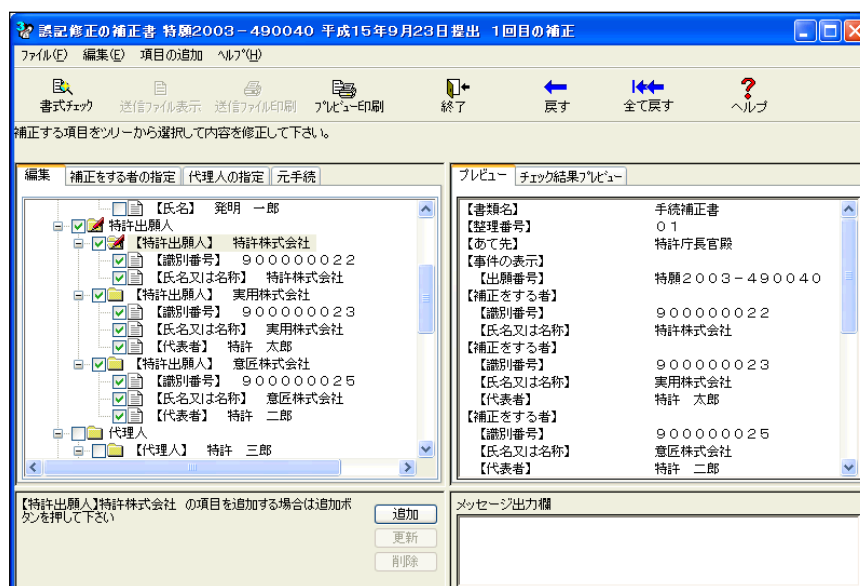 誤記修正の補正書 特願2003-490040 平成15年9月23日提出 1回目の補正
ファイル(F) 編集(E) 項目の追加 ヘルプ(H)
書式チェック 送信ファイル表示 送信ファイル印刷 プレビュー印刷 終了 戻す 全て戻す ヘルプ
補正する項目をツリーから選択して内容を修正して下さい。
編集 補正をする者の指定 代理人の指定 元手続
【氏名】 発明 一郎
特許出願人
【特許出願人】 特許株式会社
【識別番号】 900000022
【氏名又は名称】 特許株式会社
【特許出願人】 実用株式会社
【識別番号】 900000023
【氏名又は名称】 実用株式会社
【代表者】 特許 太郎
【特許出願人】 意匠株式会社
【識別番号】 900000025
【氏名又は名称】 意匠株式会社
【代表者】 特許 二郎
代理人
【代理人】 特許 三郎
プレビュー チェック結果プレビュー
【書類名】 手続補正書
【整理番号】 01
【あて先】 特許庁長官殿
【事件の表示】
【出願番号】 特願2003-490040
【補正をする者】
【識別番号】 900000022
【氏名又は名称】 特許株式会社
【補正をする者】
【識別番号】 900000023
【氏名又は名称】 実用株式会社
【代表者】 特許 太郎
【補正をする者】
【識別番号】 900000025
【氏名又は名称】 意匠株式会社
【代表者】 特許 二郎
【特許出願人】特許株式会社 の項目を追加する場合は追加ボ
タンを押して下さい
追加
更新
削除
メッセージ出力欄